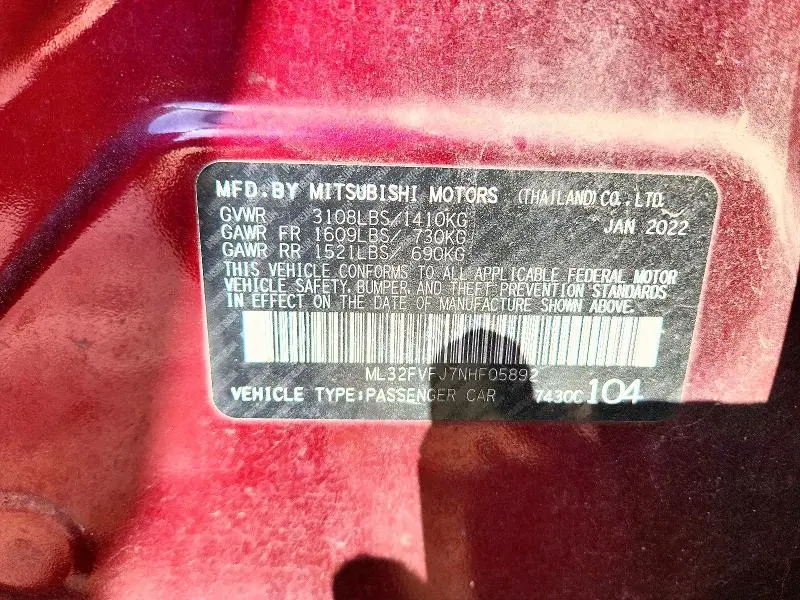 MFD.BY MITSUBISHI MOTORS (THAILAND)CO.,LTD.
GVWR 3108LBS/1410KG JAN 2022
GAWR FR 1609LBS/ 730KG
GAWR RR 1521LBS/ 690KG
THIS VEHICLE CONFORMS TO ALL APPLICABLE FEDERAL MOTOR
VEHICLE SAFETY, BUMPER, AND THEFT PREVENTION STANDARDS
IN EFFECT ON THE DATE OF MANUFACTURE SHOWN ABOVE.
ML32FVFJ7NHF05892
VEHICLE TYPE:PASSENGER CAR 7430C 104